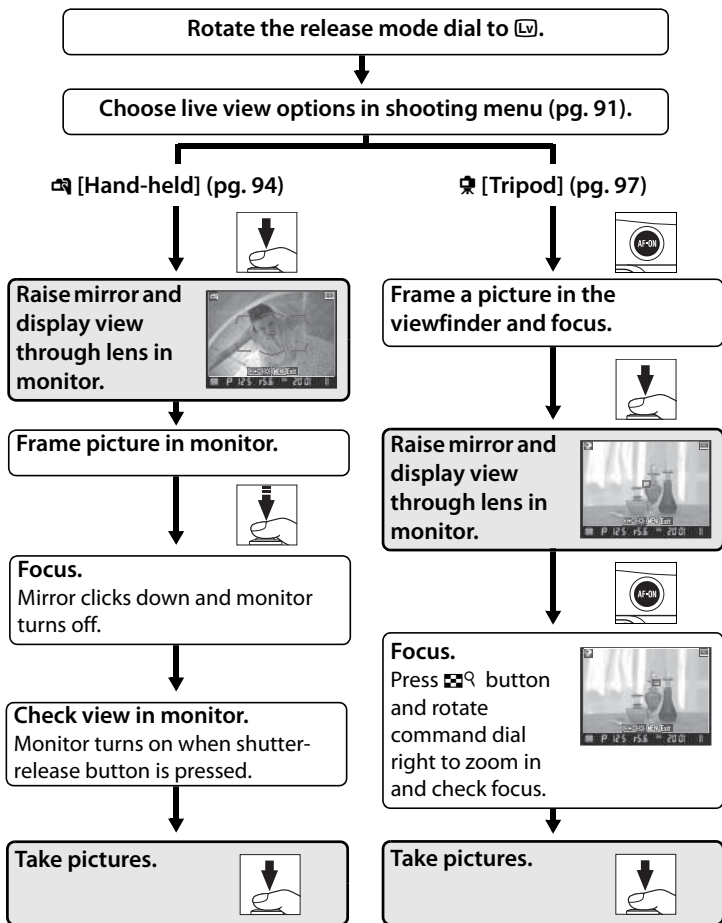 Rotate the release mode dial to Lv.
Choose live view options in shooting menu (pg. 91).
[Hand-held] (pg. 94)
Raise mirror and
display view
through lens in
monitor.
Frame picture in monitor.
Focus.
Mirror clicks down and monitor
turns off.
Check view in monitor.
Monitor turns on when shutter-
release button is pressed.
Take pictures.
[Tripod] (pg. 97)
AF-ON
Frame a picture in the
viewfinder and focus.
Raise mirror and
display view
through lens in
monitor.
AF-ON
Focus.
Press button
and rotate
command dial
right to zoom in
and check focus.
Take pictures.